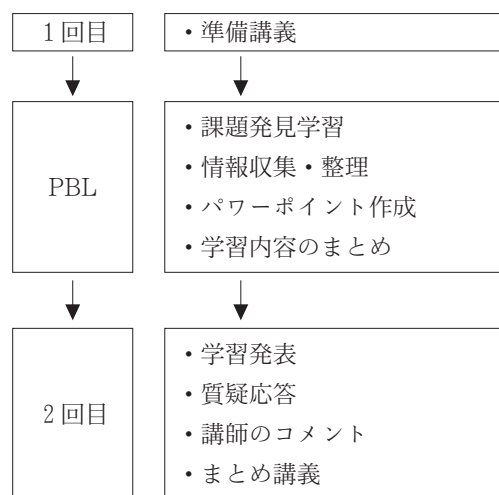 1回目
・準備講義
PBL
・課題発見学習
・情報収集・整理
・パワーポイント作成
・学習内容のまとめ
2回目
・学習発表
・質疑応答
・講師のコメント
・まとめ講義